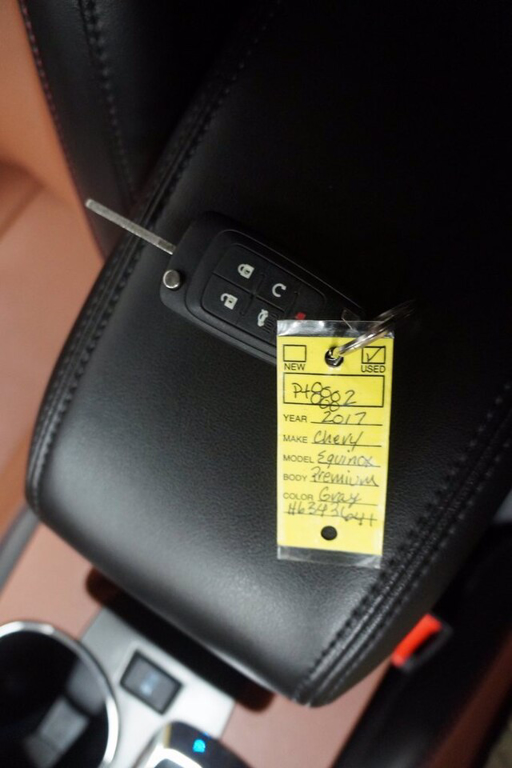 NEW USED
YEAR 2017
MAKE Chevy
MODEL Equinox
BODY Premium
COLOR Gray